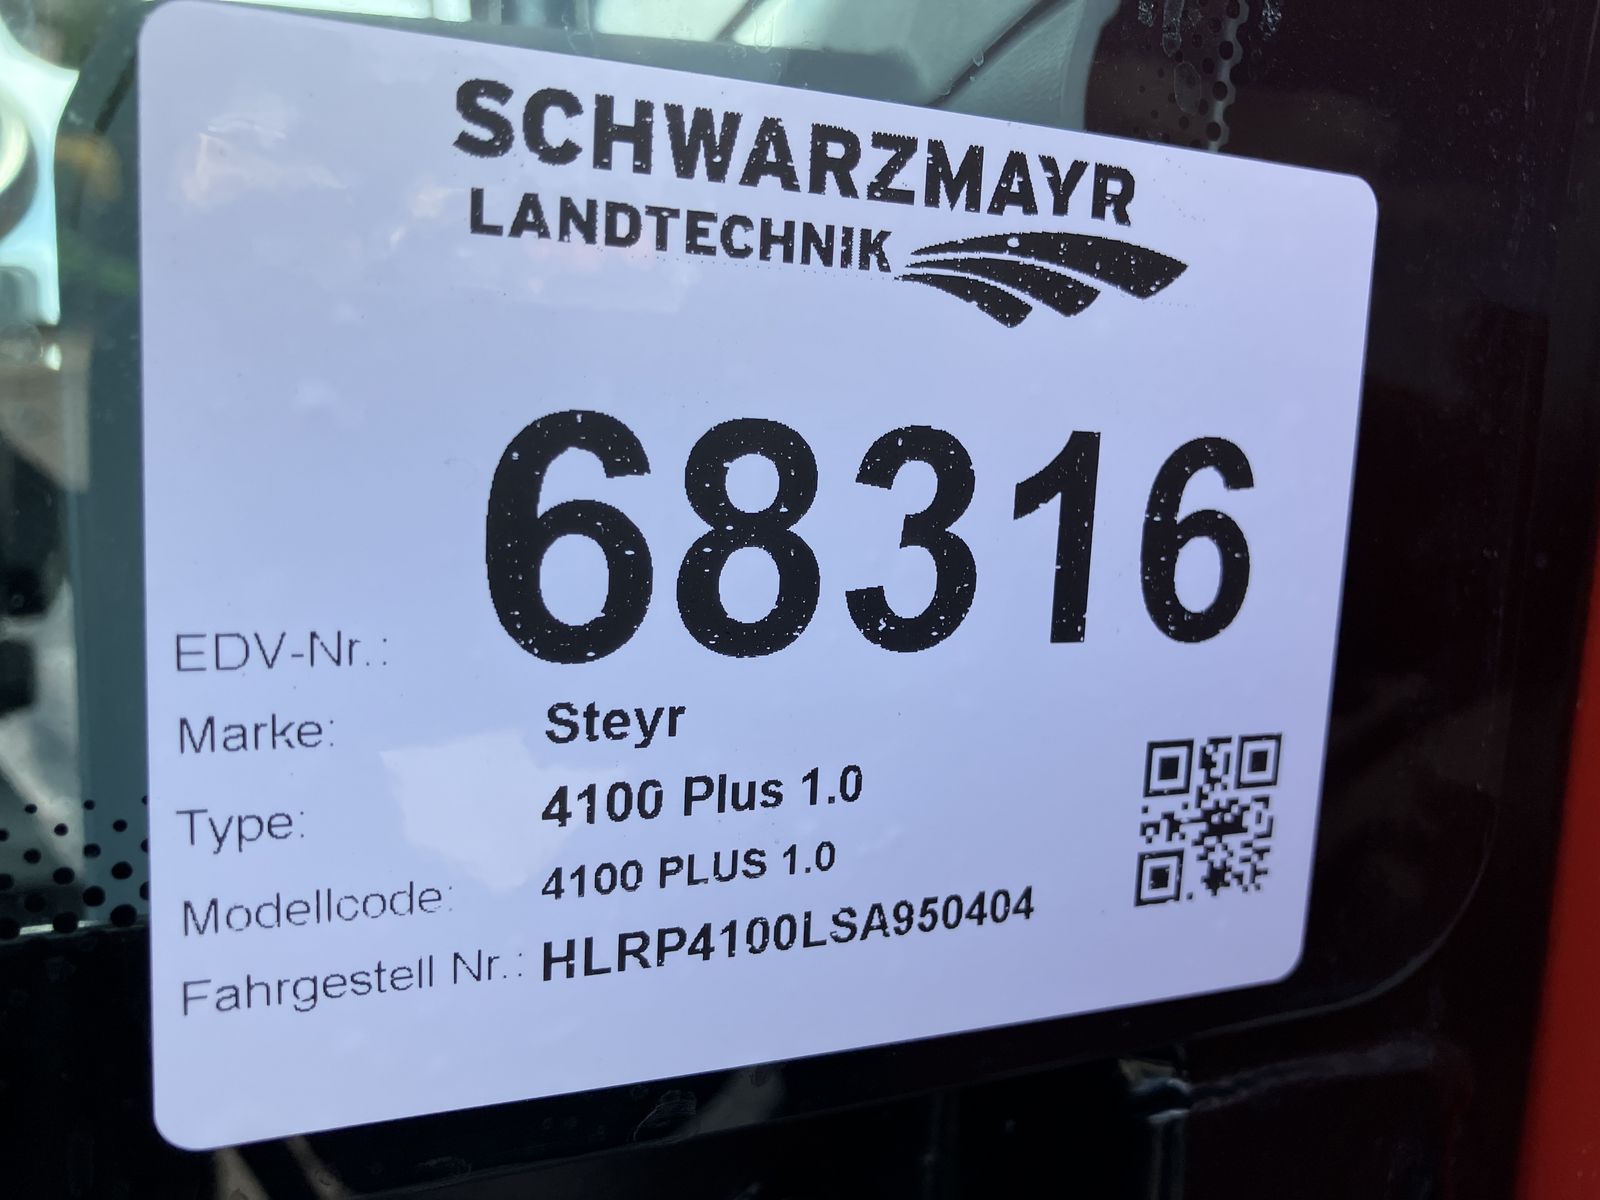 SCHWARZMAYR
LANDTECHNIK
EDV-Nr.: 68316
Marke: Steyr
Type: 4100 Plus 1.0
Modellcode: 4100 PLUS 1.0
Fahrgestell Nr.: HLRP4100LSA950404